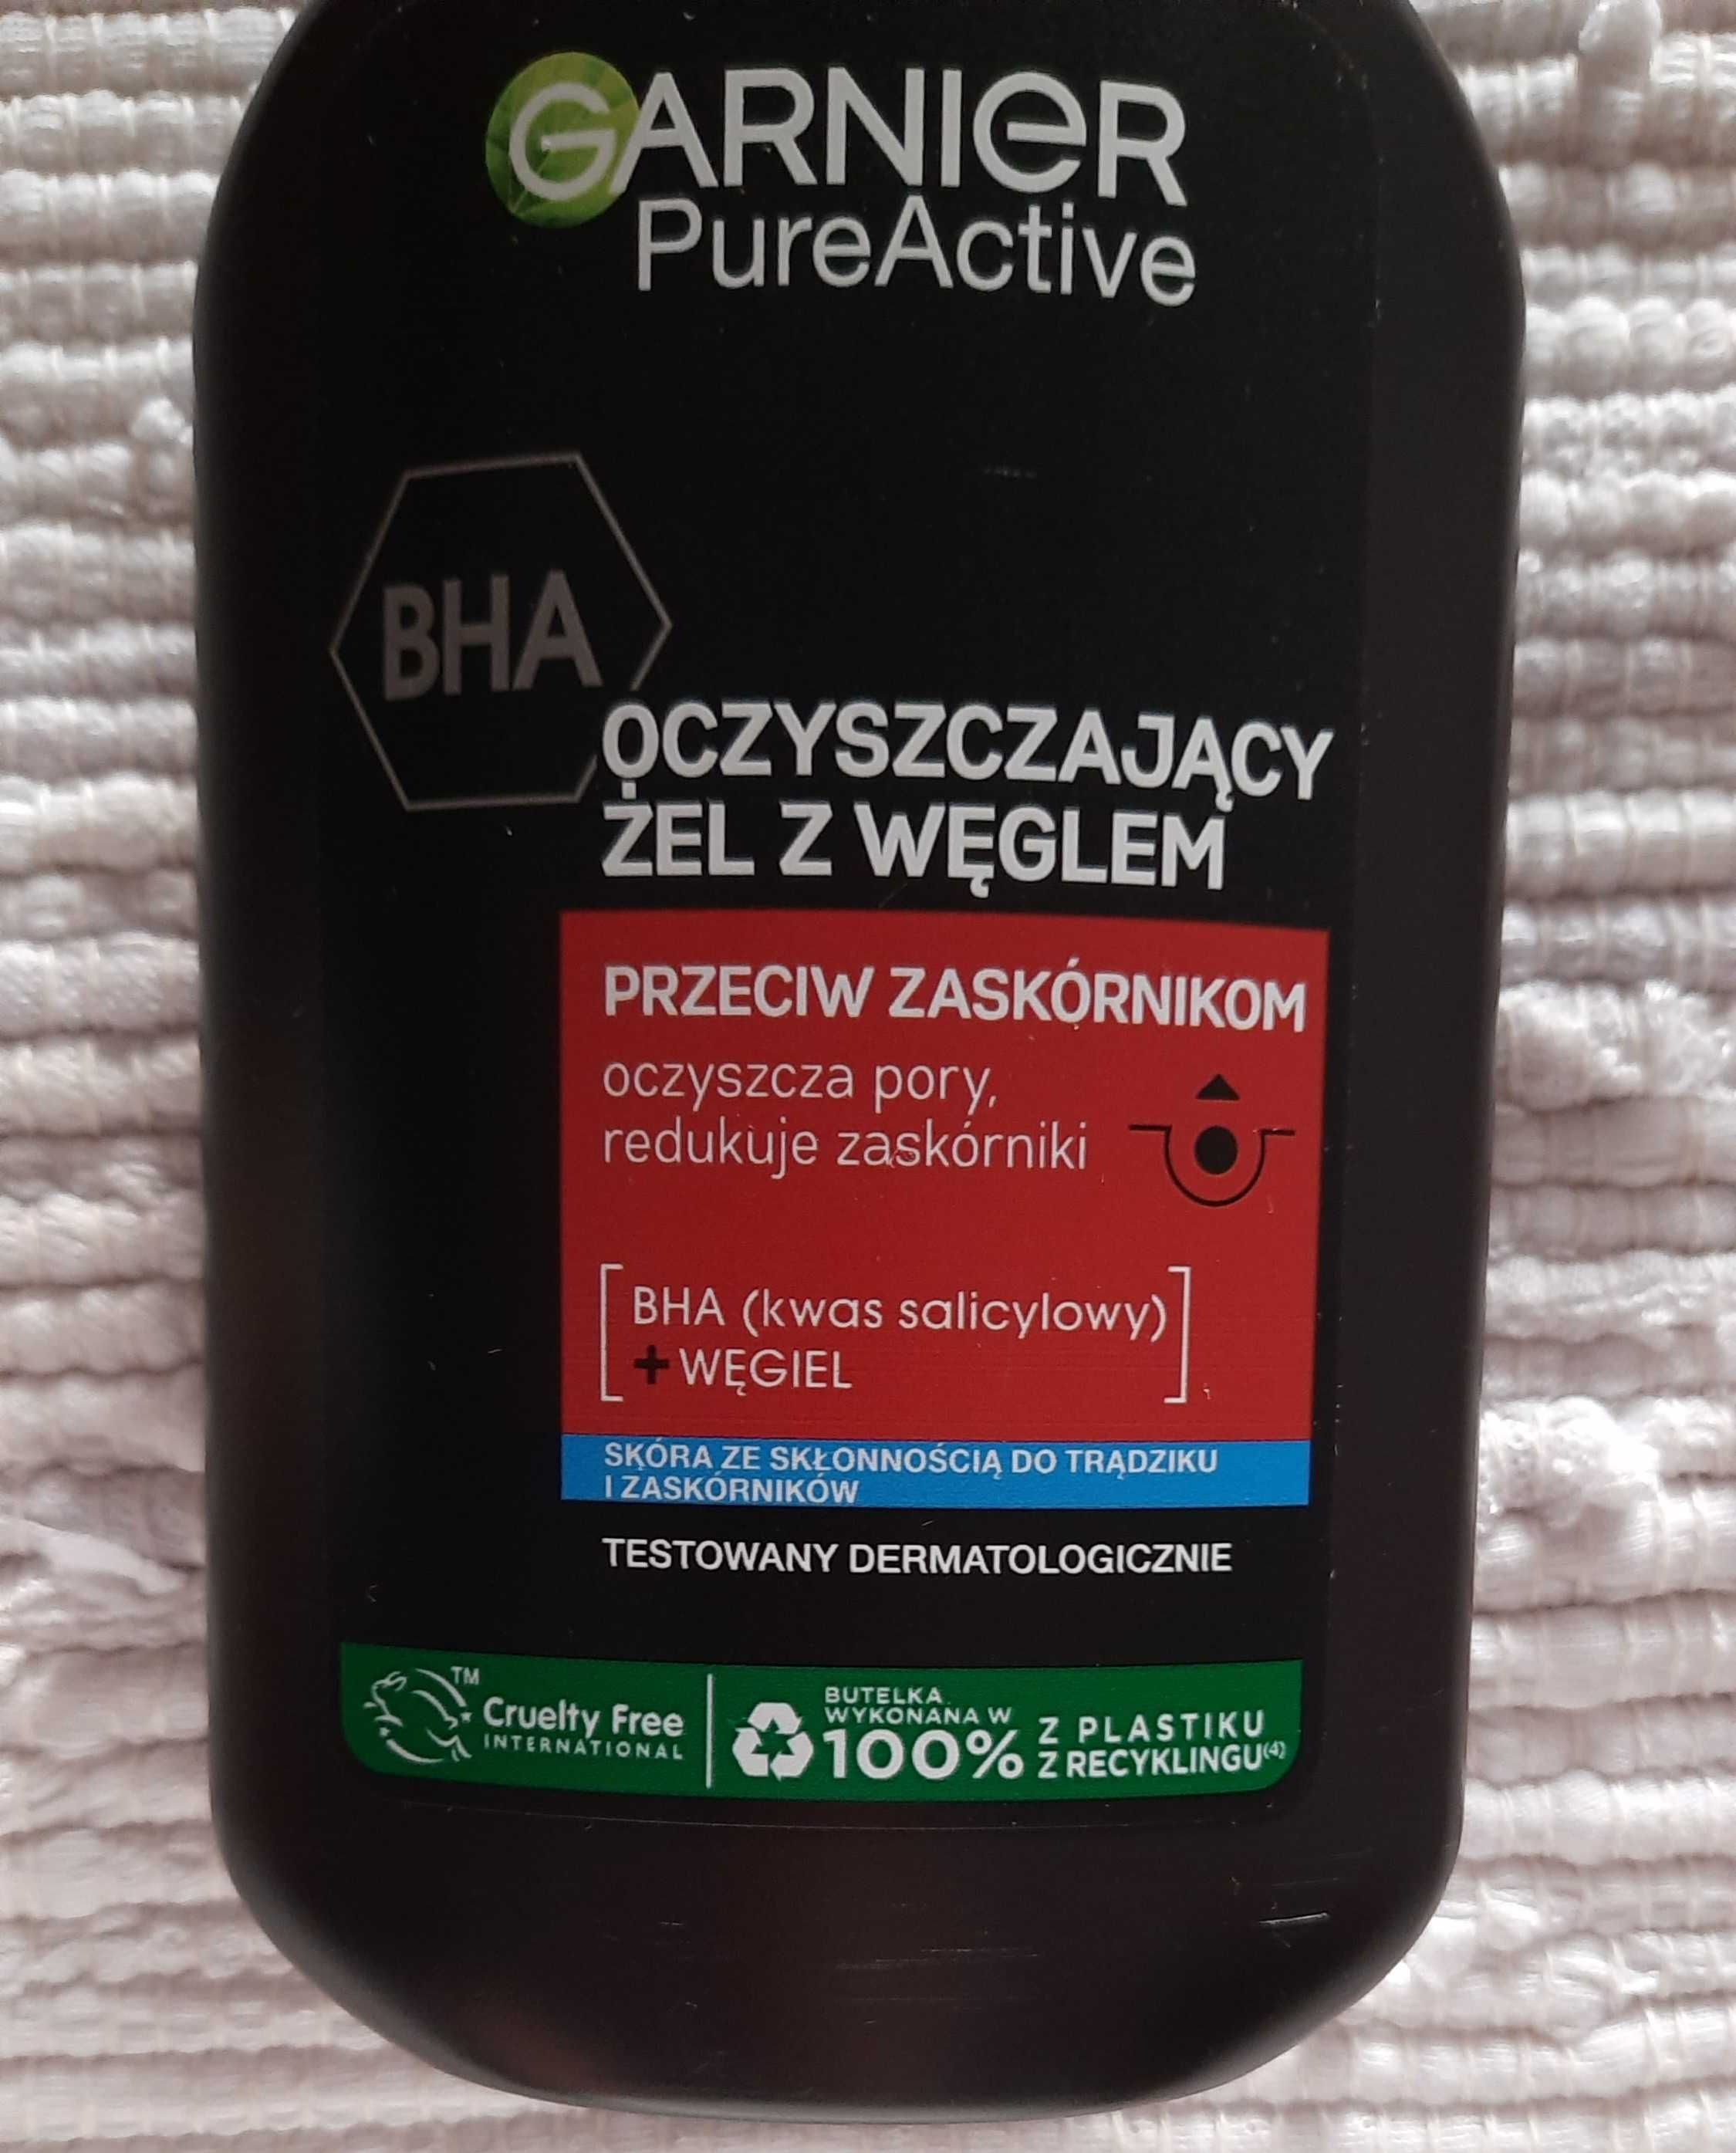 GARNIER
PureActive
BHA
OCZYSZCZAJĄCY
ŻEL Z WĘGLEM
PRZECIW ZASKÓRNIKOM
oczyszcza pory,
redukuje zaskórniki
BHA (kwas salicylowy)
+ WĘGIEL
SKÓRA ZE SKŁONNOŚCIĄ DO TRĄDZIKU
I ZASKÓRNIKÓW
TESTOWANY DERMATOLOGICZNIE
TM
Cruelty Free
INTERNATIONAL
BUTELKA
WYKONANA W
100%
Z PLASTIKU
Z RECYKLINGU(4)